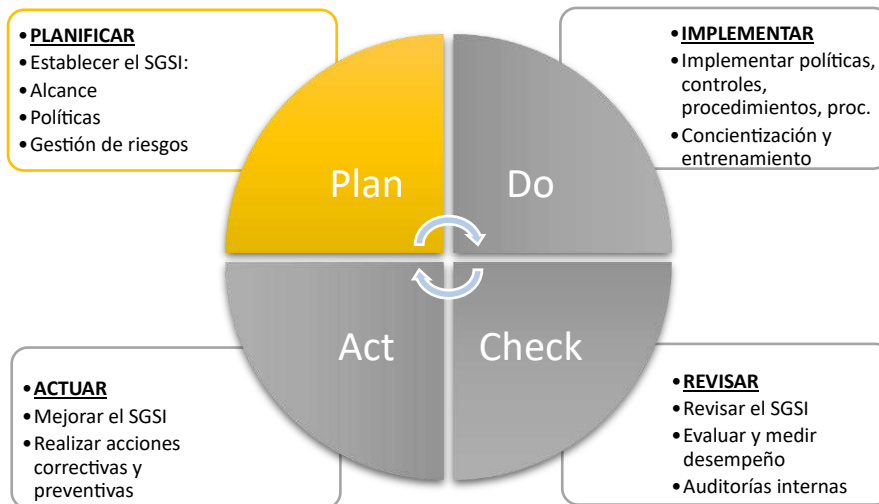 •PLANIFICAR
•Establecer el SGSI:
•Alcance
•Políticas
•Gestión de riesgos
•IMPLEMENTAR
•Implementar políticas,
controles,
procedimientos, proc.
•Concientización y
entrenamiento
Plan
Do
Act
Check
•ACTUAR
•Mejorar el SGSI
•Realizar acciones
correctivas y
preventivas
•REVISAR
•Revisar el SGSI
•Evaluar y medir
desempeño
•Auditorías internas